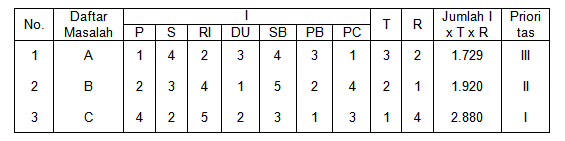 No. Daftar Masalah I T R Jumlah I x T x R Priori tas
P S RI DU SB PB PC
1 A 1 4 2 3 4 3 1 3 2 1.729 III
2 B 2 3 4 1 5 2 4 2 1 1.920 II
3 C 4 2 5 2 3 1 3 1 4 2.880 I